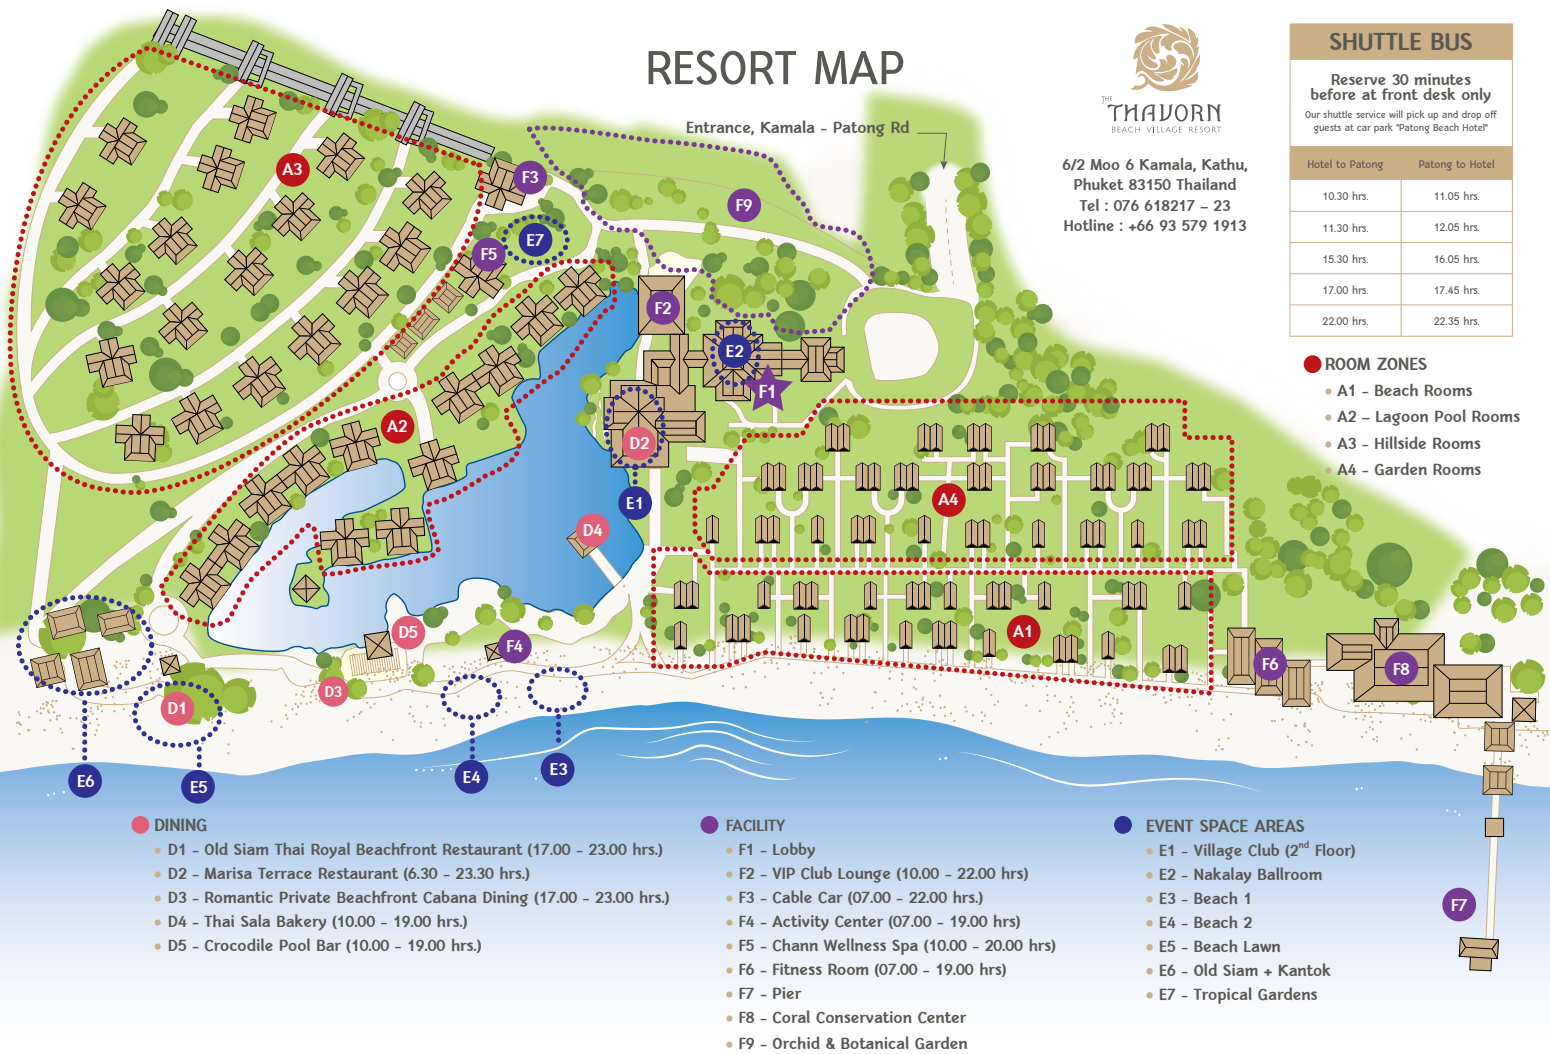 RESORT MAP
Entrance, Kamala - Patong Rd
THE
THAVORN
BEACH VILLAGE RESORT
6/2 Moo 6 Kamala, Kathu,
Phuket 83150 Thailand
Tel : 076 618217 - 23
Hotline : +66 93 579 1913
SHUTTLE BUS
Reserve 30 minutes
before at front desk only
Our shuttle service will pick up and drop off
guests at car park "Patong Beach Hotel"
Hotel to Patong Patong to Hotel
10.30 hrs. 11.05 hrs.
11.30 hrs. 12.05 hrs.
15.30 hrs. 16.05 hrs.
17.00 hrs. 17.45 hrs.
22.00 hrs. 22.35 hrs.
ROOM ZONES
• A1 - Beach Rooms
• A2 - Lagoon Pool Rooms
• A3 - Hillside Rooms
• A4 - Garden Rooms
A3
F3
F9
E7
F5
F2
E2
F1
A2
D2
E1
A4
D4
D5
F4
A1
F6
F8
D3
D1
E6
E5
E4
E3
F7
DINING
• D1 - Old Siam Thai Royal Beachfront Restaurant (17.00 - 23.00 hrs.)
• D2 - Marisa Terrace Restaurant (6.30 - 23.30 hrs.)
• D3 - Romantic Private Beachfront Cabana Dining (17.00 - 23.00 hrs.)
• D4 - Thai Sala Bakery (10.00 - 19.00 hrs.)
• D5 - Crocodile Pool Bar (10.00 - 19.00 hrs.)
FACILITY
• F1 - Lobby
• F2 - VIP Club Lounge (10.00 - 22.00 hrs)
• F3 - Cable Car (07.00 - 22.00 hrs.)
• F4 - Activity Center (07.00 - 19.00 hrs)
• F5 - Chann Wellness Spa (10.00 - 20.00 hrs)
• F6 - Fitness Room (07.00 - 19.00 hrs)
• F7 - Pier
• F8 - Coral Conservation Center
• F9 - Orchid & Botanical Garden
EVENT SPACE AREAS
• E1 - Village Club (2nd Floor)
• E2 - Nakalay Ballroom
• E3 - Beach 1
• E4 - Beach 2
• E5 - Beach Lawn
• E6 - Old Siam + Kantok
• E7 - Tropical Gardens